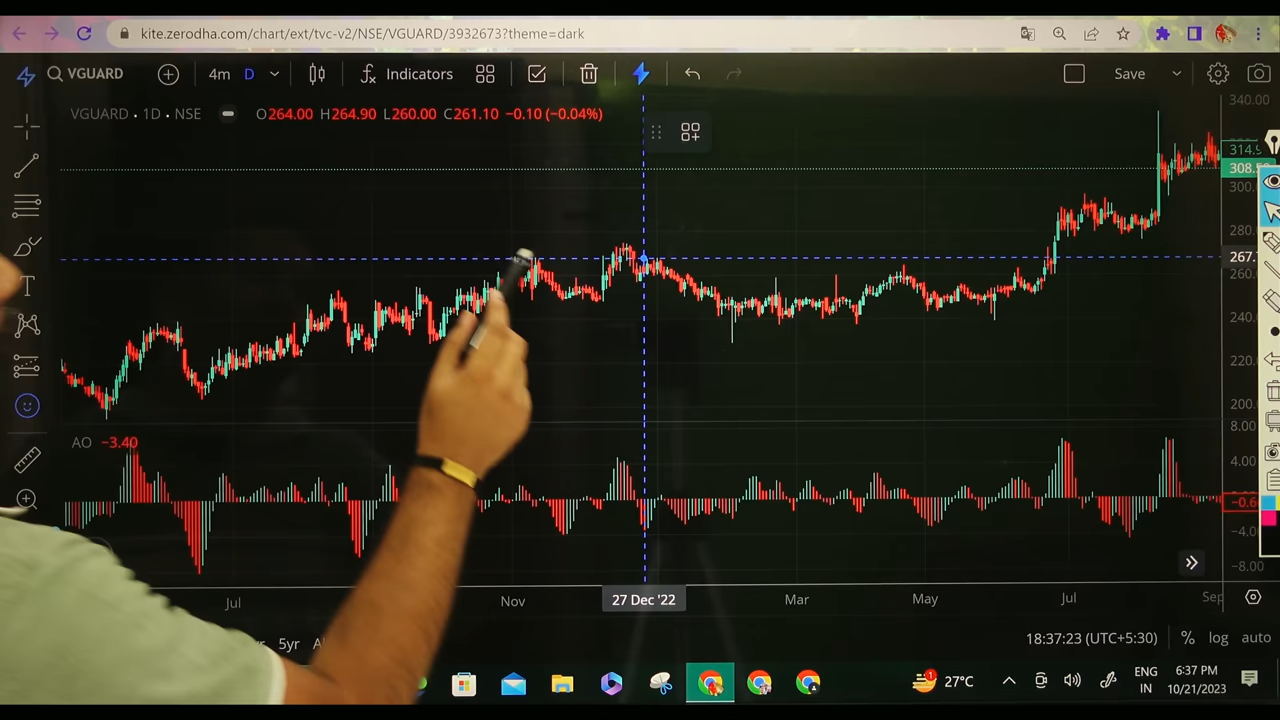 kite.zerodha.com/chart/ext/tvc-v2/NSE/VGUARD/3932673?theme=dark
VGUARD 4m D Indicators Save
VGUARD . 1D . NSE O264.00 H264.90 L260.00 C261.10 −0.10 (−0.04%)
340.00
314.9
308.5
300.00
280.00
267.
260.00
240.00
220.00
200.00
AO −3.40
8.00
4.00
−0.6
−4.00
−8.00
Jul Nov 27 Dec '22 Mar May Jul Sep
5yr
18:37:23 (UTC+5:30) % log auto
27°C
ENG
IN
6:37 PM
10/21/2023